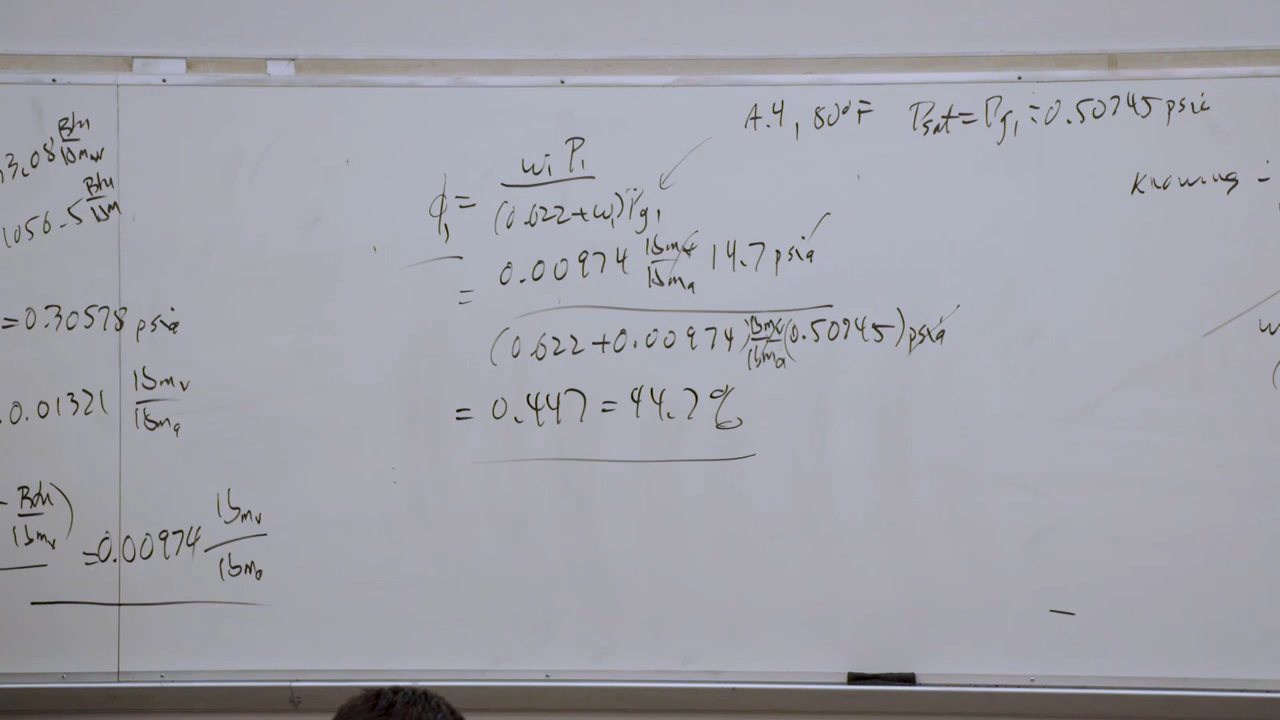 3.08 Btu/lbmv
1056.5 Btu/lbm
=0.30578 psia
0.01321 lbmv/lbma
Btu/lbmv) =0.00974 lbmv/lbma
A.4, 80°F Psat = Pg1 = 0.50745 psia
ϕ1 = ω1 P1 / (0.622+ω1)Pg1
= 0.00974 lbmv/lbma 14.7 psia / (0.622+0.00974) lbmv/lbma (0.50745) psia
= 0.447 = 44.7%
Knowing =